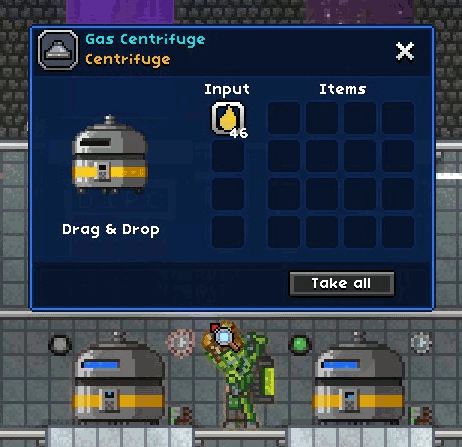 Gas Centrifuge
Centrifuge
Input
Items
46
Drag & Drop
Take all